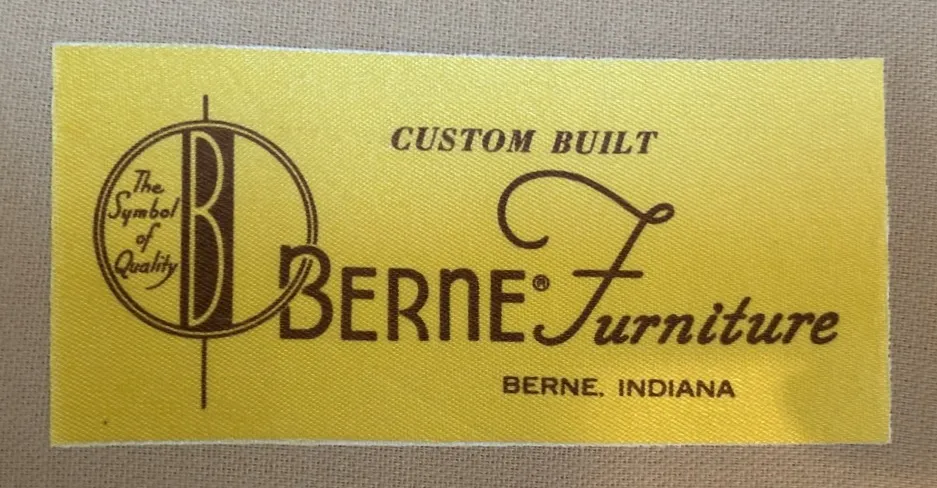 The
Symbol
of
Quality
B
CUSTOM BUILT
BERNE® Furniture
BERNE, INDIANA